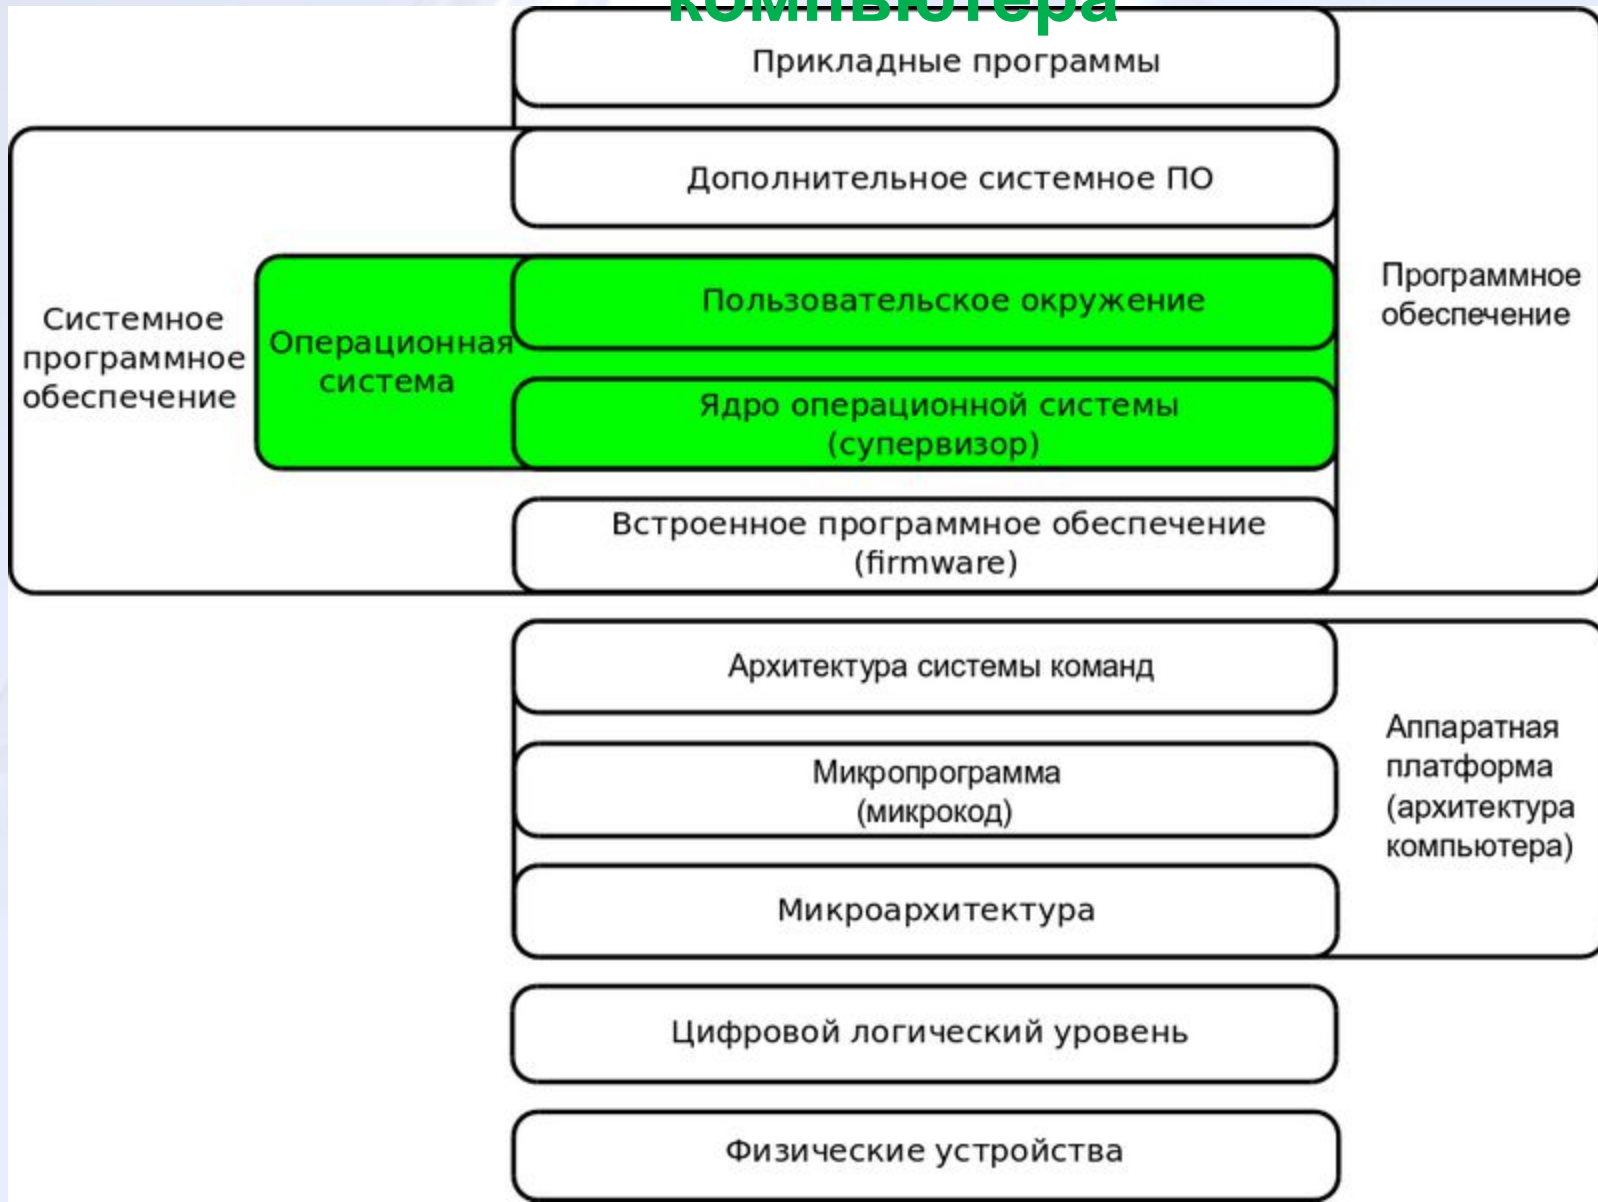 компьютера
Прикладные программы
Дополнительное системное ПО
Пользовательское окружение
Программное
обеспечение
Системное
программное
обеспечение
Операционная
система
Ядро операционной системы
(супервизор)
Встроенное программное обеспечение
(firmware)
Архитектура системы команд
Микропрограмма
(микрокод)
Аппаратная
платформа
(архитектура
компьютера)
Микроархитектура
Цифровой логический уровень
Физические устройства